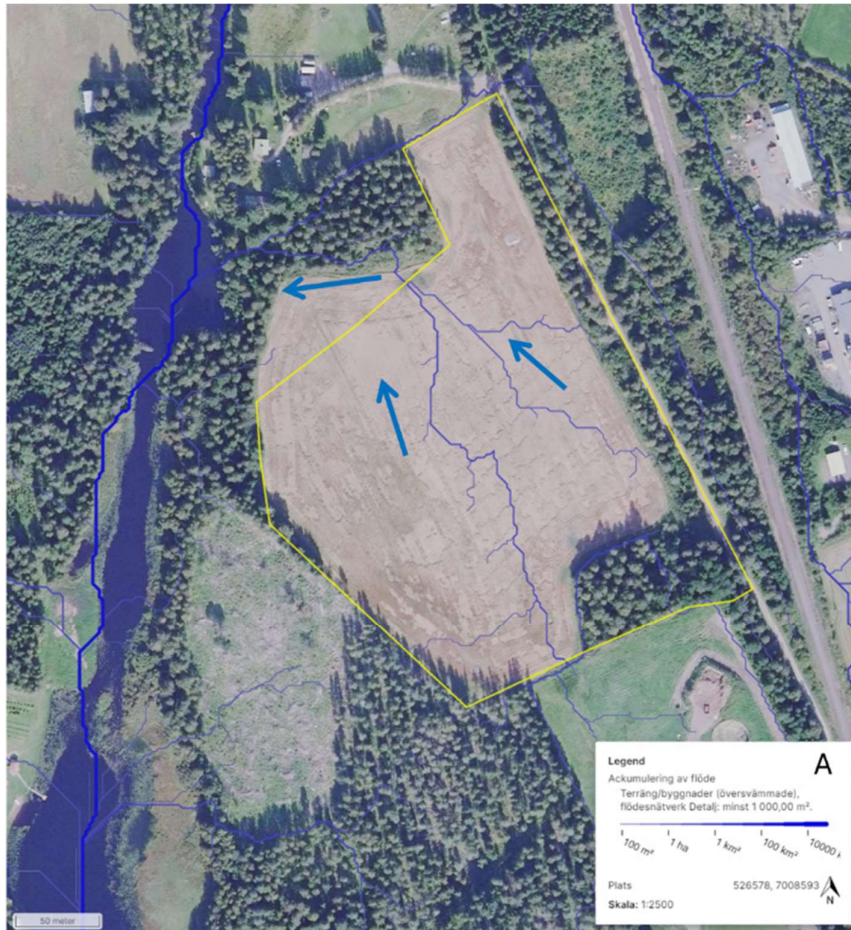 Legend
A
Ackumulering av flöde
Terräng/byggnader (översvämmade),
flödesnätverk Detalj: minst 1 000,00 m².
100 m²
1 ha
1 km²
100 km²
10000 k
Plats 526578, 7008593
Skala: 1:2500
N
50 meter